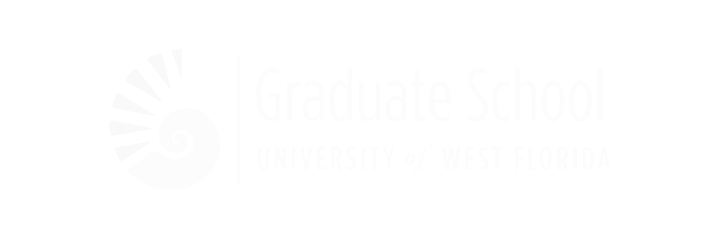 Graduate School
UNIVERSITY of WEST FLORIDA